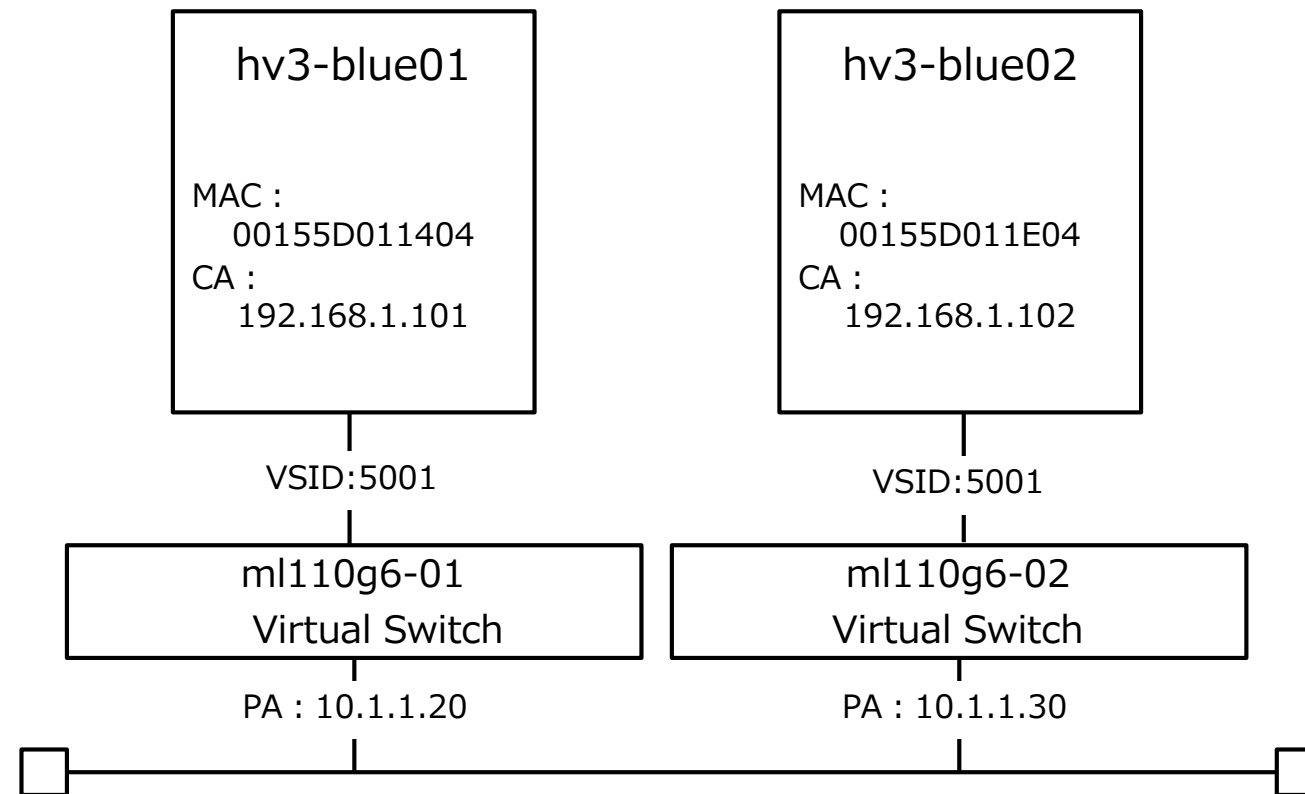 hv3-blue01
MAC :
00155D011404
CA :
192.168.1.101
VSID:5001
ml110g6-01
Virtual Switch
PA : 10.1.1.20
hv3-blue02
MAC :
00155D011E04
CA :
192.168.1.102
VSID:5001
ml110g6-02
Virtual Switch
PA : 10.1.1.30